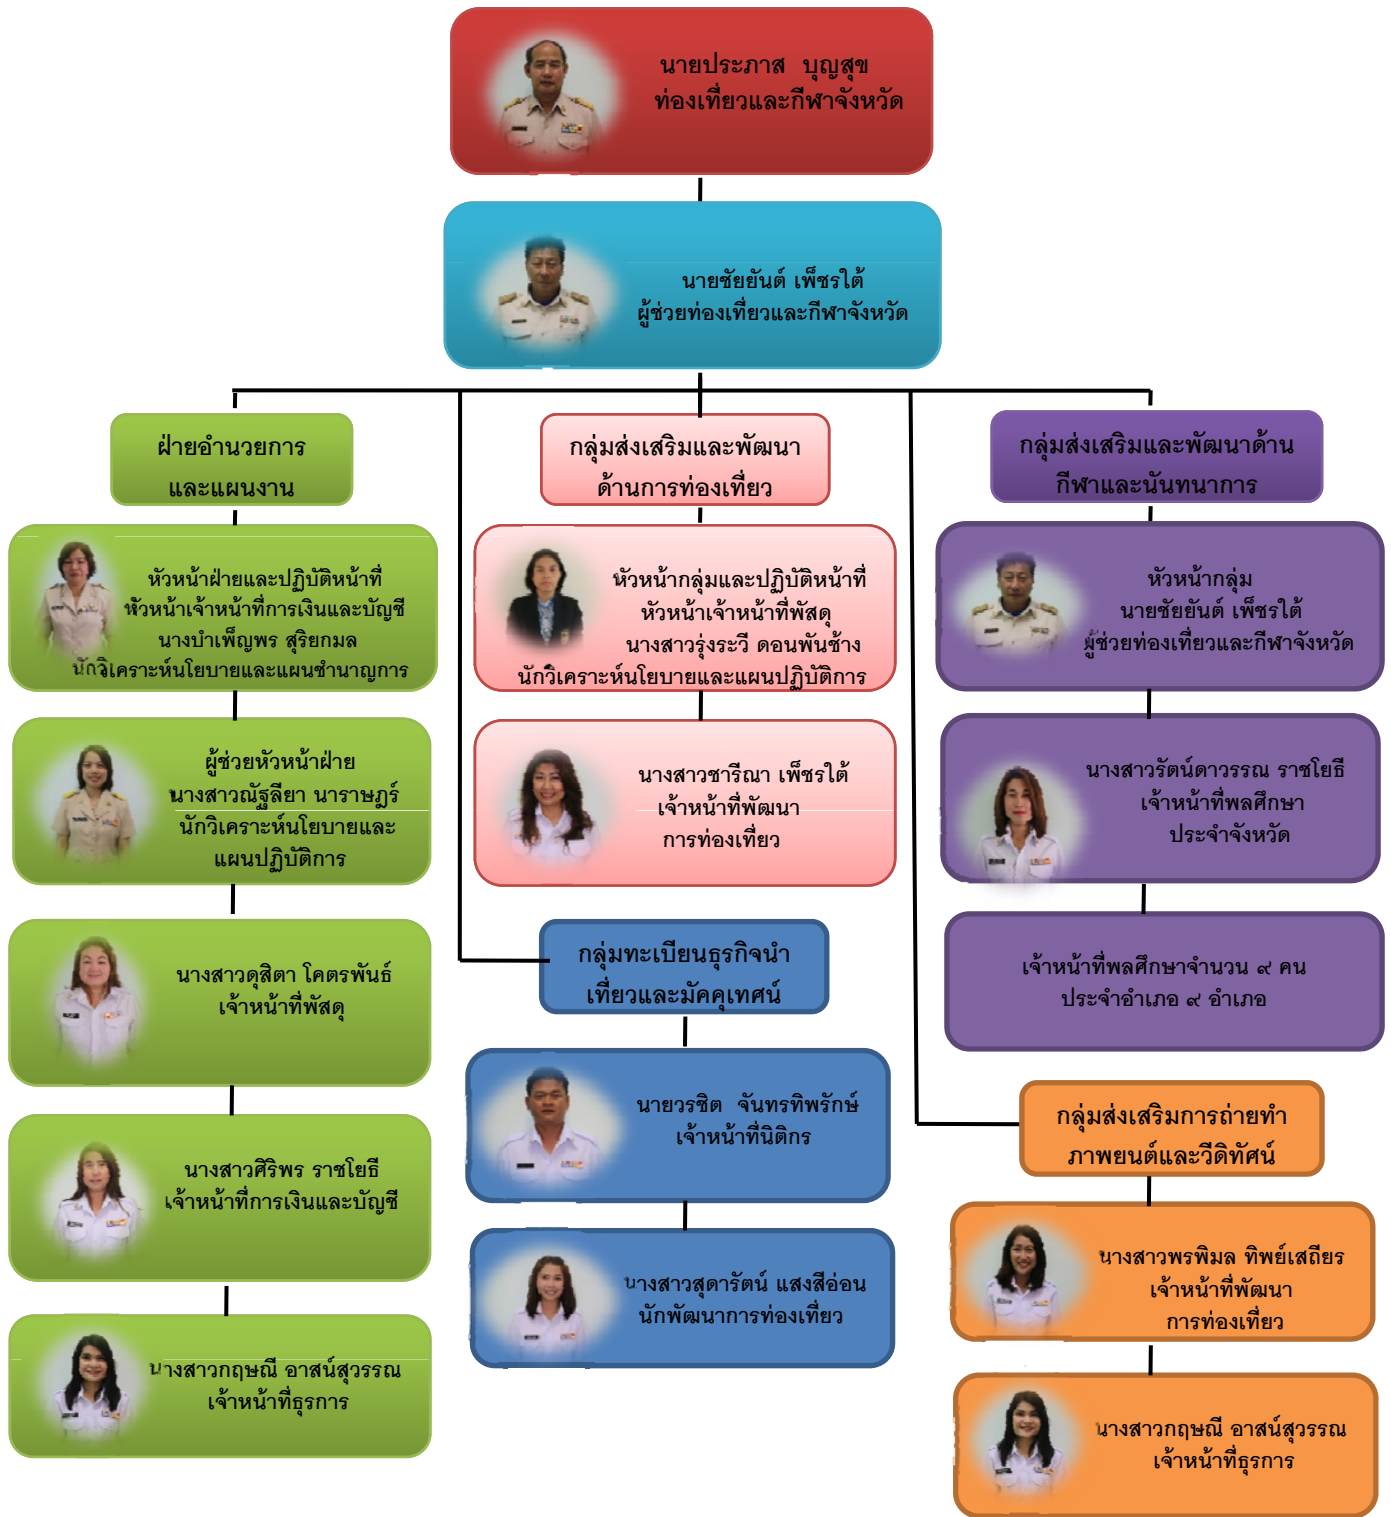 นายประภาส บุญสุข
ท่องเที่ยวและกีฬาจังหวัด
นายชัยยันต์ เพ็ชรใต้
ผู้ช่วยท่องเที่ยวและกีฬาจังหวัด
ฝ่ายอำนวยการ
และแผนงาน
หัวหน้าฝ่ายและปฏิบัติหน้าที่
หัวหน้าเจ้าหน้าที่การเงินและบัญชี
นางบำเพ็ญพร สุริยกมล
นักวิเคราะห์นโยบายและแผนชำนาญการ
ผู้ช่วยหัวหน้าฝ่าย
นางสาวณัฐลียา นาราษฎร์
นักวิเคราะห์นโยบายและ
แผนปฏิบัติการ
นางสาวดุสิตา โคตรพันธ์
เจ้าหน้าที่พัสดุ
นางสาวศิริพร ราชโยธี
เจ้าหน้าที่การเงินและบัญชี
นางสาวกฤษณี อาสน์สุวรรณ
เจ้าหน้าที่ธุรการ
กลุ่มส่งเสริมและพัฒนา
ด้านการท่องเที่ยว
หัวหน้ากลุ่มและปฏิบัติหน้าที่
หัวหน้าเจ้าหน้าที่พัสดุ
นางสาวรุ่งระวี ดอนพันช้าง
นักวิเคราะห์นโยบายและแผนปฏิบัติการ
นางสาวชารีณา เพ็ชรใต้
เจ้าหน้าที่พัฒนา
การท่องเที่ยว
กลุ่มทะเบียนธุรกิจนำ
เที่ยวและมัคคุเทศน์
นายวรชิต จันทรทิพรักษ์
เจ้าหน้าที่นิติกร
นางสาวสุดารัตน์ แสงสีอ่อน
นักพัฒนาการท่องเที่ยว
กลุ่มส่งเสริมและพัฒนาด้าน
กีฬาและนันทนาการ
หัวหน้ากลุ่ม
นายชัยยันต์ เพ็ชรใต้
ผู้ช่วยท่องเที่ยวและกีฬาจังหวัด
นางสาวรัตน์ดาวรรณ ราชโยธี
เจ้าหน้าที่พลศึกษา
ประจำจังหวัด
เจ้าหน้าที่พลศึกษาจำนวน ๙ คน
ประจำอำเภอ ๙ อำเภอ
กลุ่มส่งเสริมการถ่ายทำ
ภาพยนต์และวีดิทัศน์
นางสาวพรพิมล ทิพย์เสถียร
เจ้าหน้าที่พัฒนา
การท่องเที่ยว
นางสาวกฤษณี อาสน์สุวรรณ
เจ้าหน้าที่ธุรการ